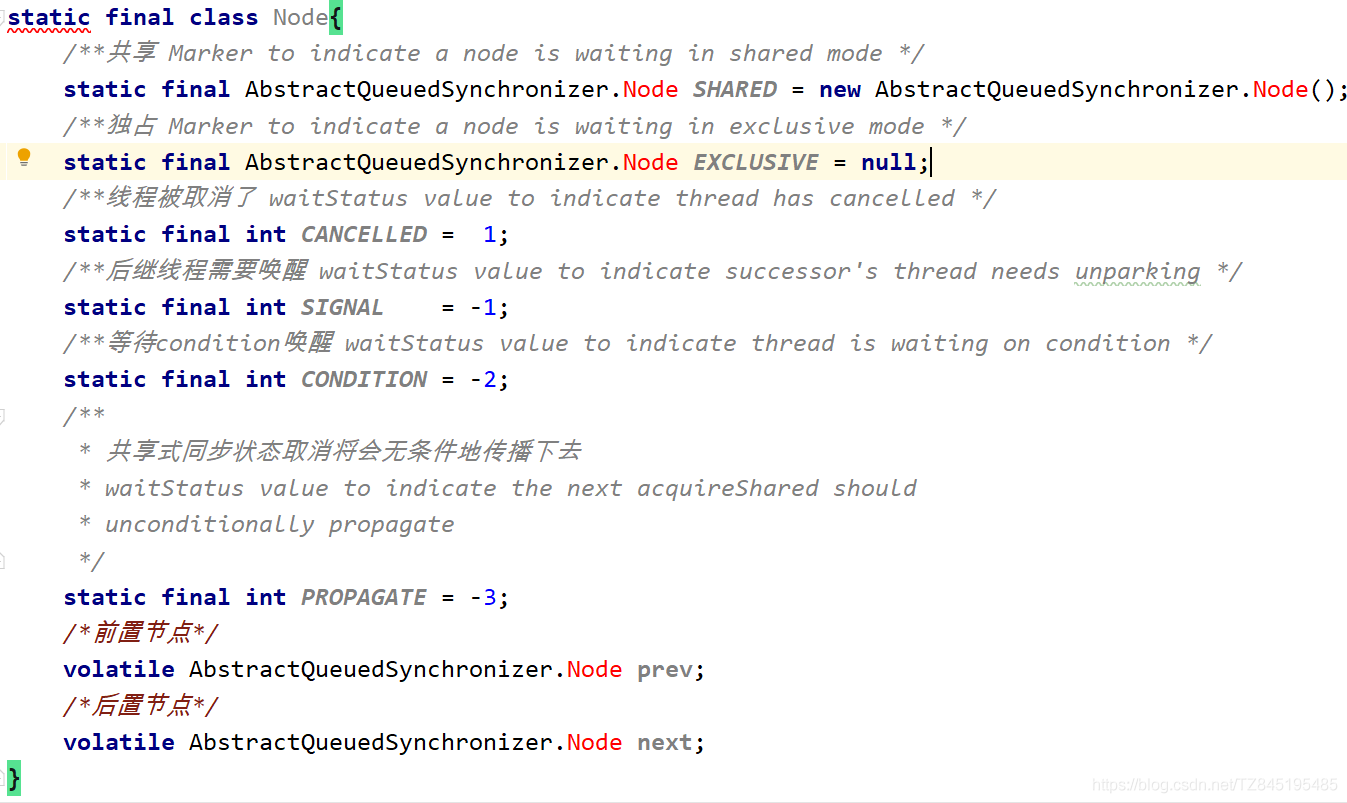 static final class Node{
/**共享 Marker to indicate a node is waiting in shared mode */
static final AbstractQueuedSynchronizer.Node SHARED = new AbstractQueuedSynchronizer.Node();
/**独占 Marker to indicate a node is waiting in exclusive mode */
static final AbstractQueuedSynchronizer.Node EXCLUSIVE = null;
/**线程被取消了 waitStatus value to indicate thread has cancelled */
static final int CANCELLED =  1;
/**后继线程需要唤醒 waitStatus value to indicate successor's thread needs unparking */
static final int SIGNAL    = -1;
/**等待condition唤醒 waitStatus value to indicate thread is waiting on condition */
static final int CONDITION = -2;
/**
* 共享式同步状态取消将会无条件地传播下去
* waitStatus value to indicate the next acquireShared should
* unconditionally propagate
*/
static final int PROPAGATE = -3;
/*前置节点*/
volatile AbstractQueuedSynchronizer.Node prev;
/*后置节点*/
volatile AbstractQueuedSynchronizer.Node next;
}
https://blog.csdn.net/TZ845195485